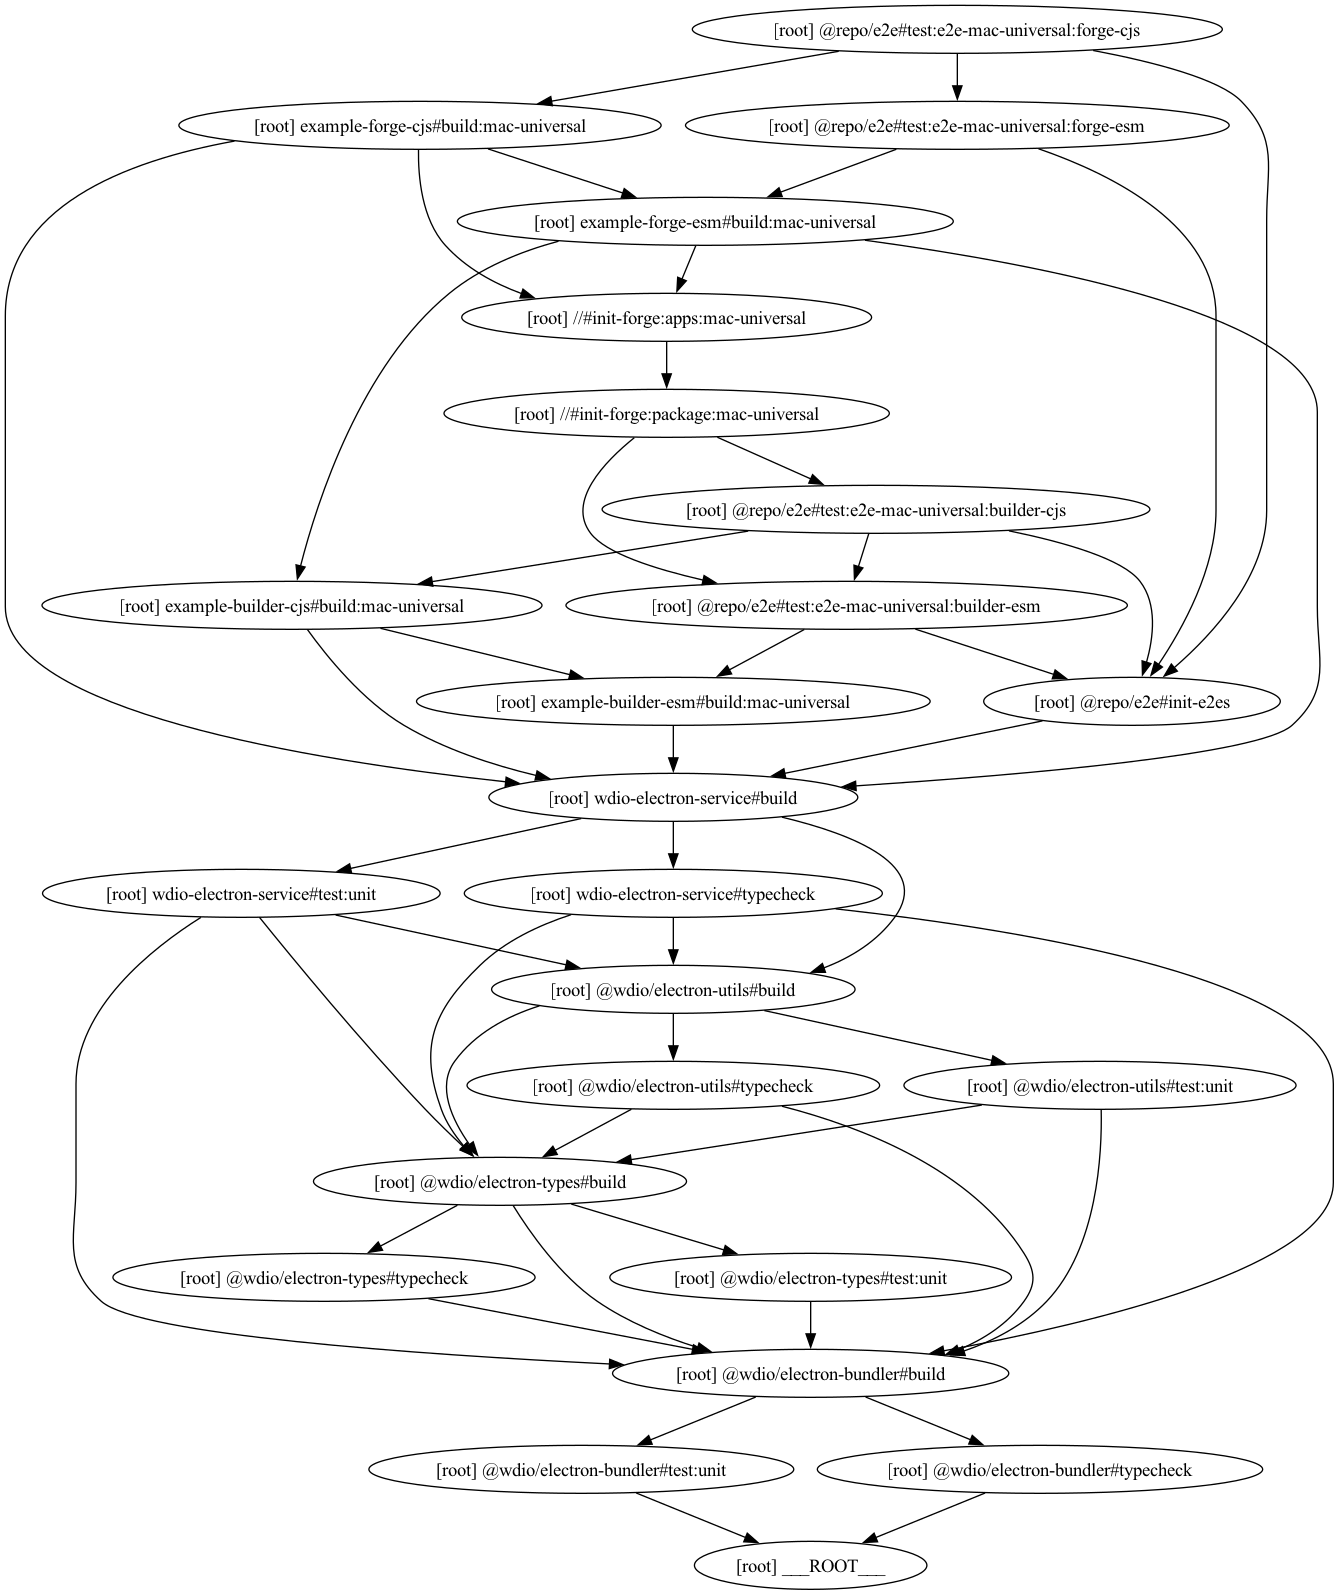 [root] @repo/e2e#test:e2e-mac-universal:forge-cjs
[root] example-forge-cjs#build:mac-universal
[root] @repo/e2e#test:e2e-mac-universal:forge-esm
[root] example-forge-esm#build:mac-universal
[root] //#init-forge:apps:mac-universal
[root] //#init-forge:package:mac-universal
[root] @repo/e2e#test:e2e-mac-universal:builder-cjs
[root] example-builder-cjs#build:mac-universal
[root] @repo/e2e#test:e2e-mac-universal:builder-esm
[root] example-builder-esm#build:mac-universal
[root] @repo/e2e#init-e2es
[root] wdio-electron-service#build
[root] wdio-electron-service#test:unit
[root] wdio-electron-service#typecheck
[root] @wdio/electron-utils#build
[root] @wdio/electron-utils#typecheck
[root] @wdio/electron-utils#test:unit
[root] @wdio/electron-types#build
[root] @wdio/electron-types#typecheck
[root] @wdio/electron-types#test:unit
[root] @wdio/electron-bundler#build
[root] @wdio/electron-bundler#test:unit
[root] @wdio/electron-bundler#typecheck
[root] ___ROOT___